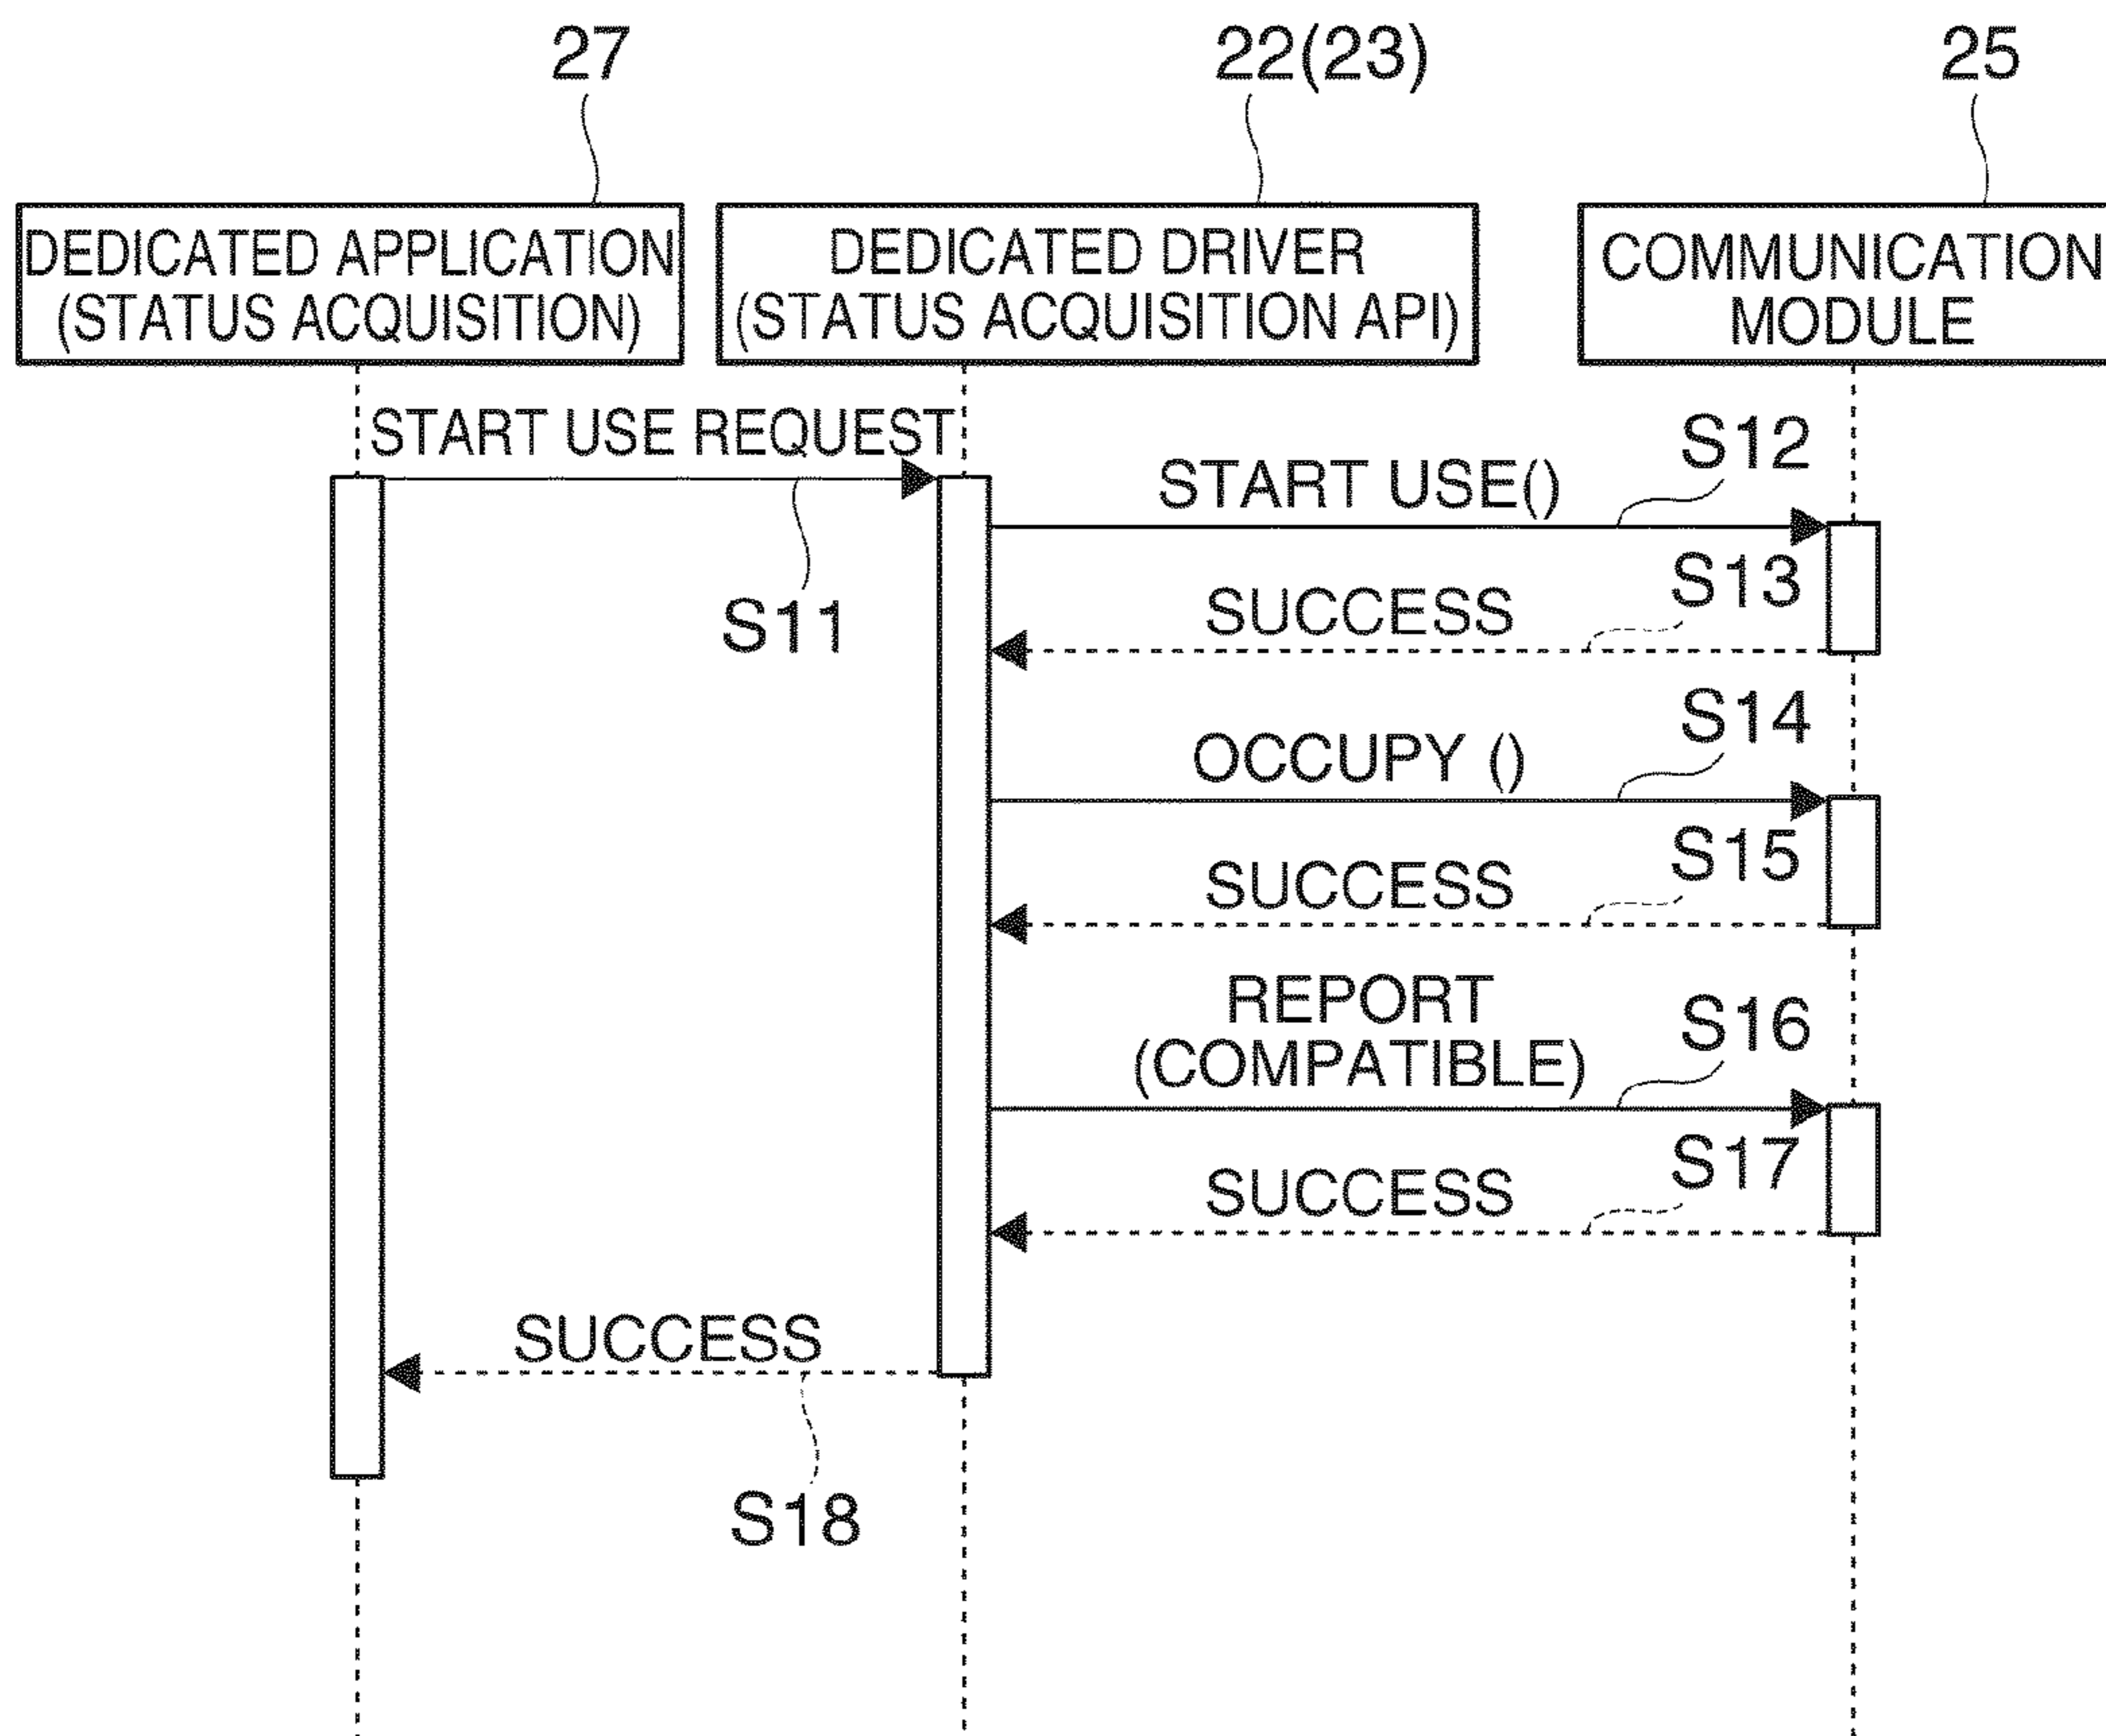 27
22(23)
25
DEDICATED APPLICATION
(STATUS ACQUISITION)
DEDICATED DRIVER
(STATUS ACQUISITION API)
COMMUNICATION
MODULE
START USE REQUEST
S11
START USE()
S12
SUCCESS
S13
OCCUPY ()
S14
SUCCESS
S15
REPORT
(COMPATIBLE)
S16
SUCCESS
S17
SUCCESS
S18